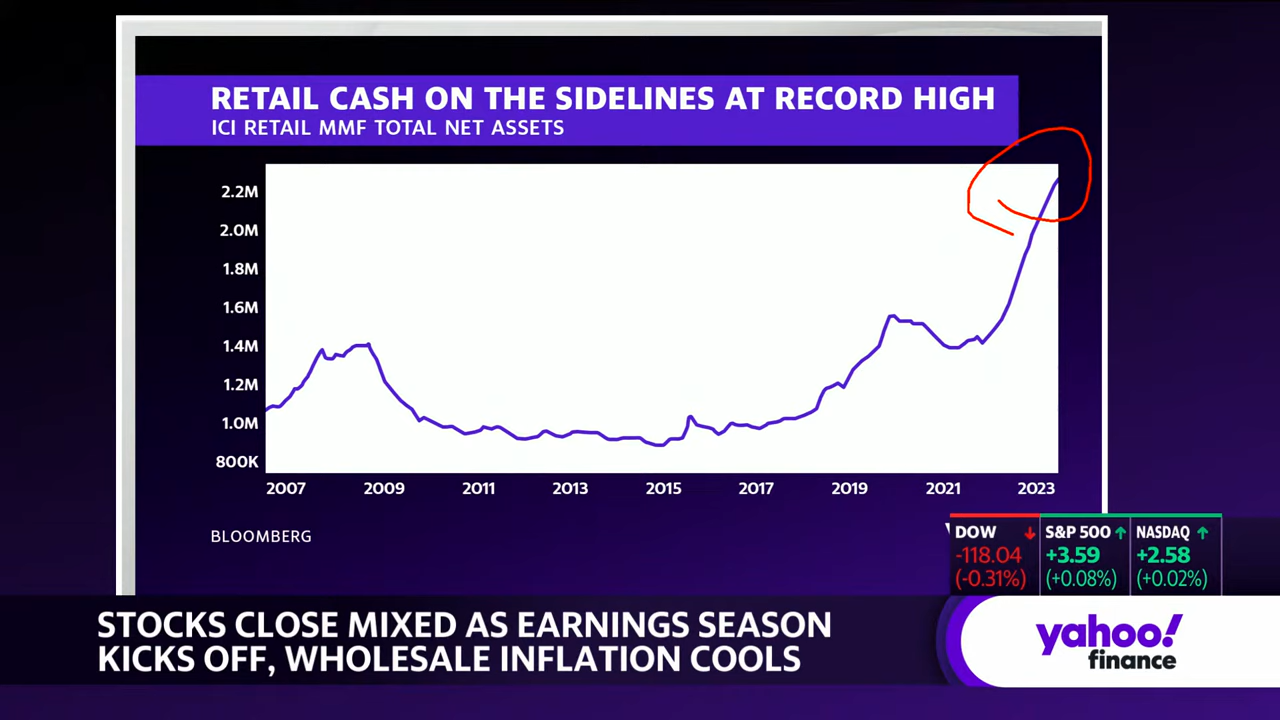 RETAIL CASH ON THE SIDELINES AT RECORD HIGH
ICI RETAIL MMF TOTAL NET ASSETS
2.2M
2.0M
1.8M
1.6M
1.4M
1.2M
1.0M
800K
2007 2009 2011 2013 2015 2017 2019 2021 2023
BLOOMBERG
DOW S&P 500 NASDAQ
-118.04 +3.59 +2.58
(-0.31%) (+0.08%) (+0.02%)
STOCKS CLOSE MIXED AS EARNINGS SEASON
KICKS OFF, WHOLESALE INFLATION COOLS
yahoo!
finance